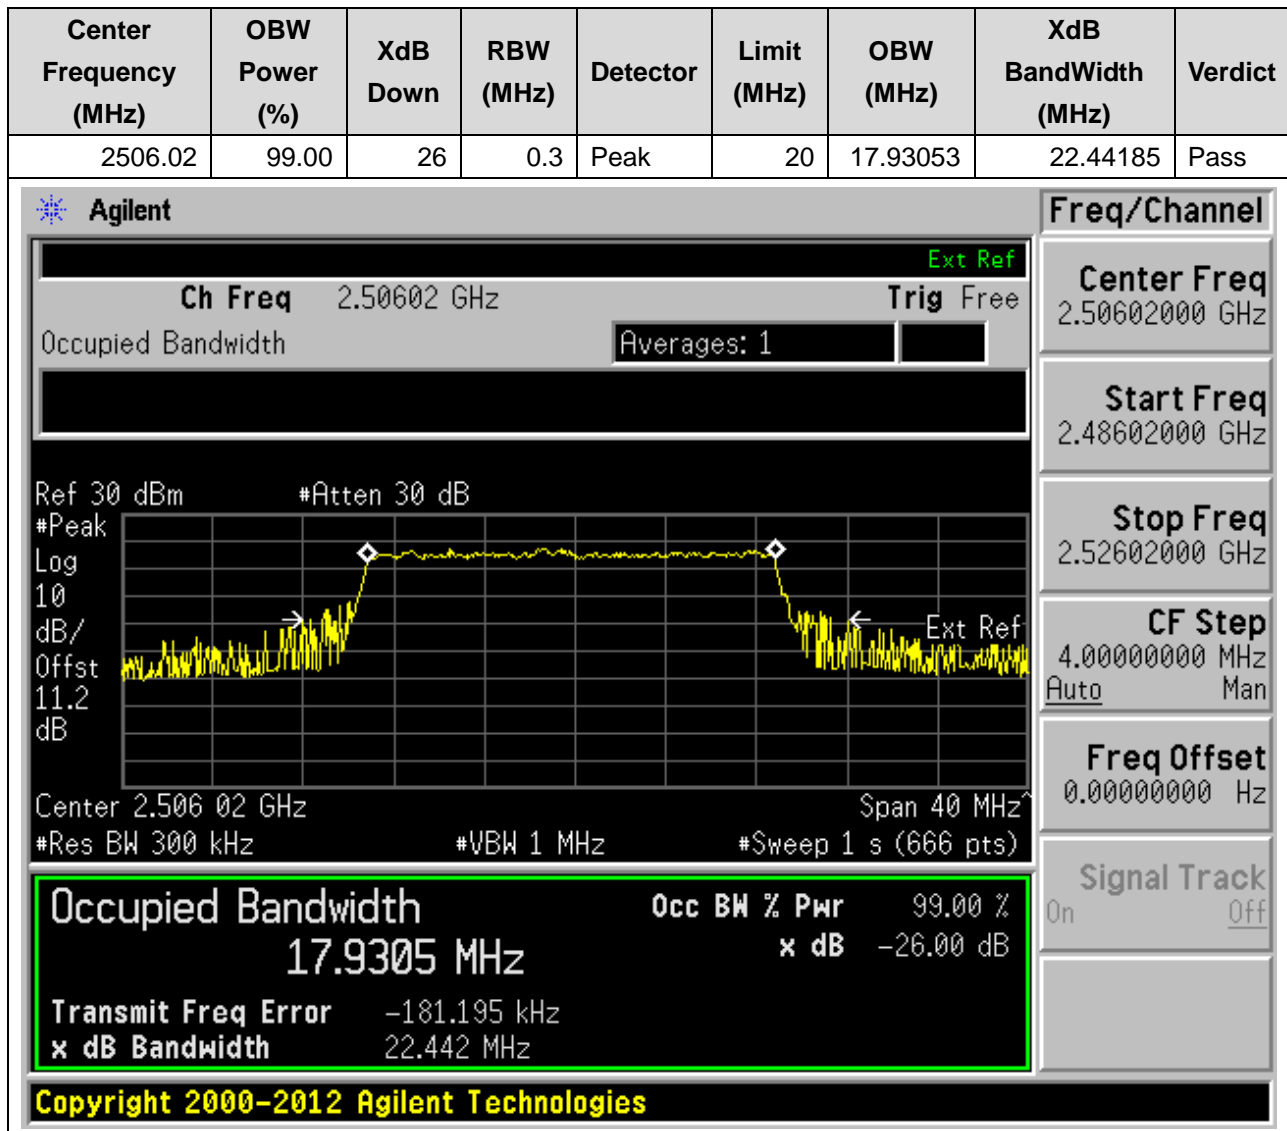 Center Frequency (MHz) OBW Power (%) XdB Down RBW (MHz) Detector Limit (MHz) OBW (MHz) XdB BandWidth (MHz) Verdict
2506.02 99.00 26 0.3 Peak 20 17.93053 22.44185 Pass
Agilent
Freq/Channel
Ext Ref
Ch Freq 2.50602 GHz Trig Free
Occupied Bandwidth Averages: 1
Center Freq
2.50602000 GHz
Start Freq
2.48602000 GHz
Stop Freq
2.52602000 GHz
CF Step
4.00000000 MHz
Auto Man
Freq Offset
0.00000000 Hz
Signal Track
On Off
Ref 30 dBm #Atten 30 dB
#Peak
Log
10
dB/
Offst
11.2
dB
Ext Ref
Center 2.506 02 GHz Span 40 MHz^
#Res BW 300 kHz #VBW 1 MHz #Sweep 1 s (666 pts)
Occupied Bandwidth Occ BW % Pwr 99.00 %
17.9305 MHz x dB -26.00 dB
Transmit Freq Error -181.195 kHz
x dB Bandwidth 22.442 MHz
Copyright 2000-2012 Agilent Technologies